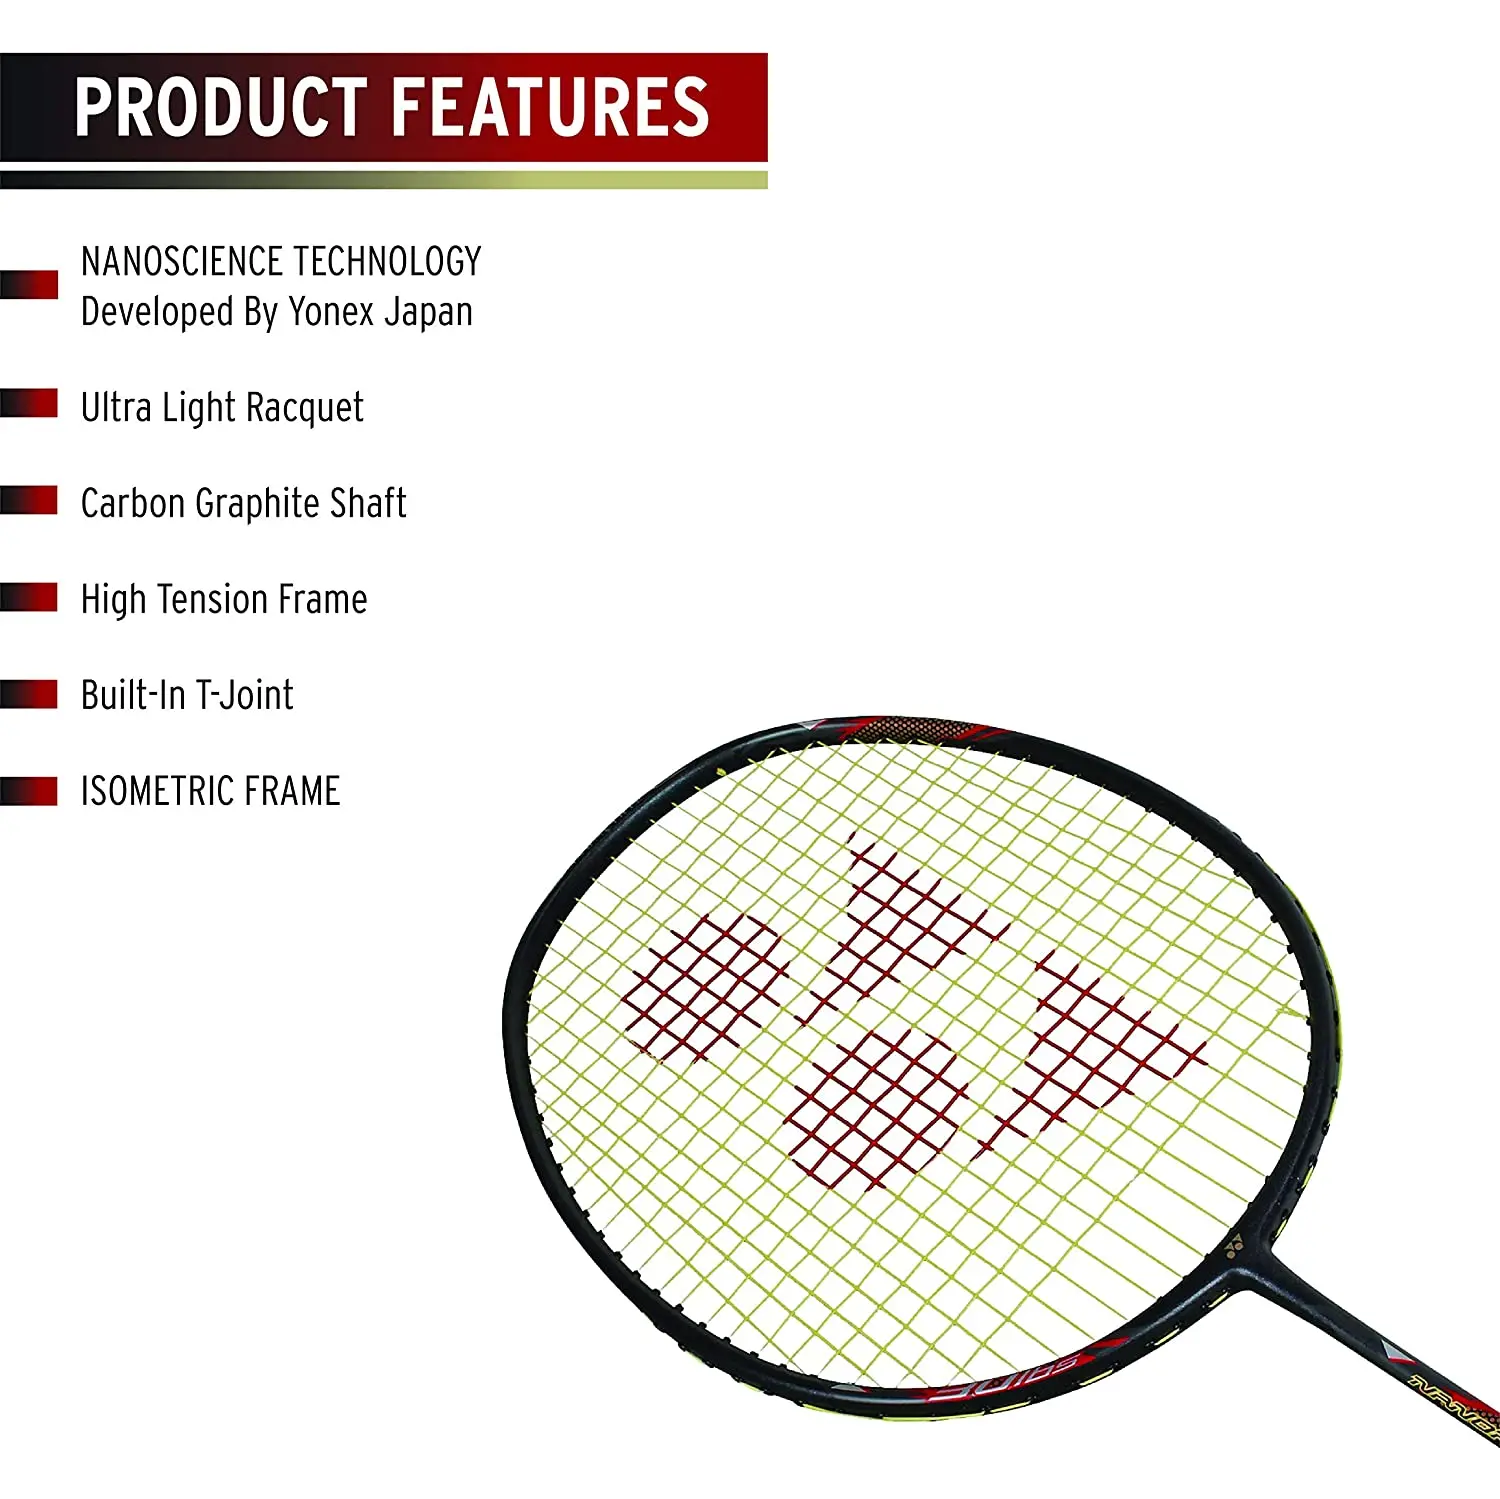 PRODUCT FEATURES
NANOSCIENCE TECHNOLOGY
Developed By Yonex Japan
Ultra Light Racquet
Carbon Graphite Shaft
High Tension Frame
Built-In T-Joint
ISOMETRIC FRAME
30lbs